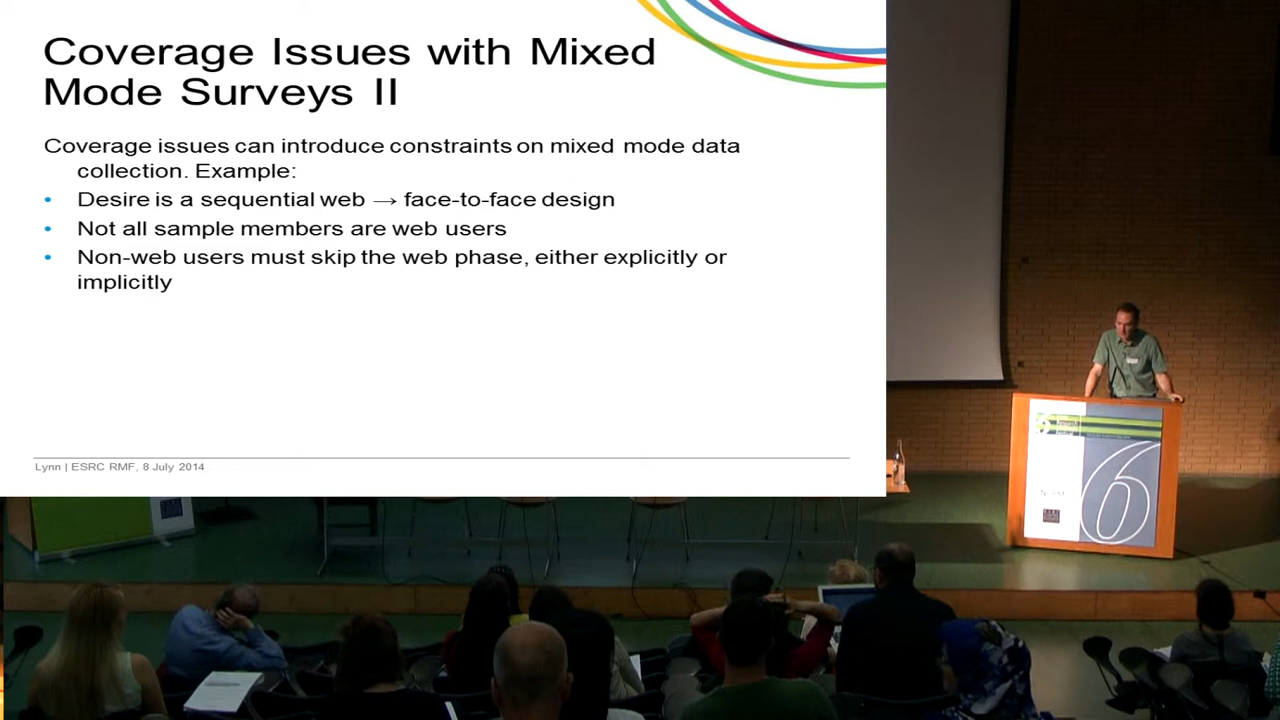 Coverage Issues with Mixed
Mode Surveys II
Coverage issues can introduce constraints on mixed mode data
collection. Example:
• Desire is a sequential web → face-to-face design
• Not all sample members are web users
• Non-web users must skip the web phase, either explicitly or
implicitly
Lynn | ESRC RMF, 8 July 2014
6